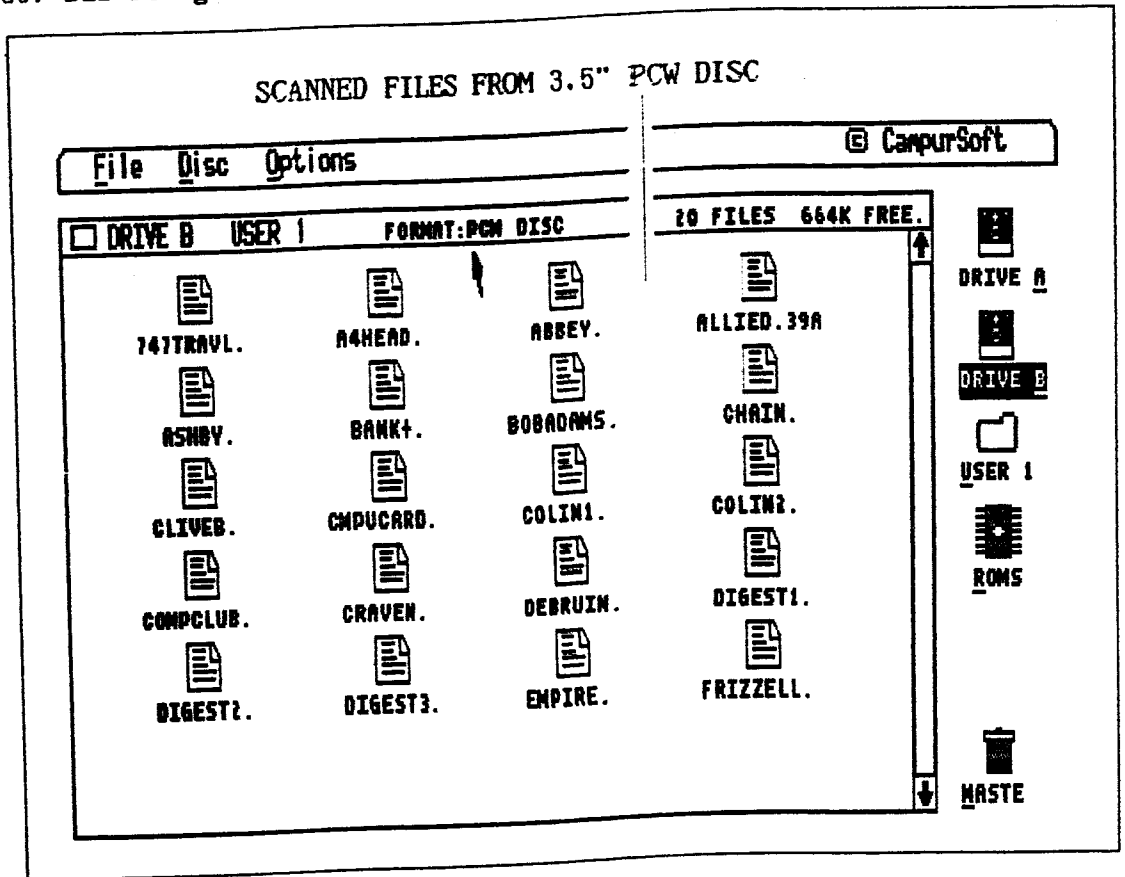 SCANNED FILES FROM 3.5" PCW DISC
File Disc Options © CampurSoft
DRIVE B USER 1 FORMAT:PCW DISC 20 FILES 664K FREE.
DRIVE A
747TRAVL. A4HEAD. ABBEY. ALLIED.39A
DRIVE B
ASHBY. BANK+. BOBADAMS. CHAIN.
USER 1
CLIVEB. CMPUCARD. COLIN1. COLIN2.
ROMS
COMPCLUB. CRAVEN. DEBRUIN. DIGEST1.
DIGEST2. DIGEST3. EMPIRE. FRIZZELL.
WASTE